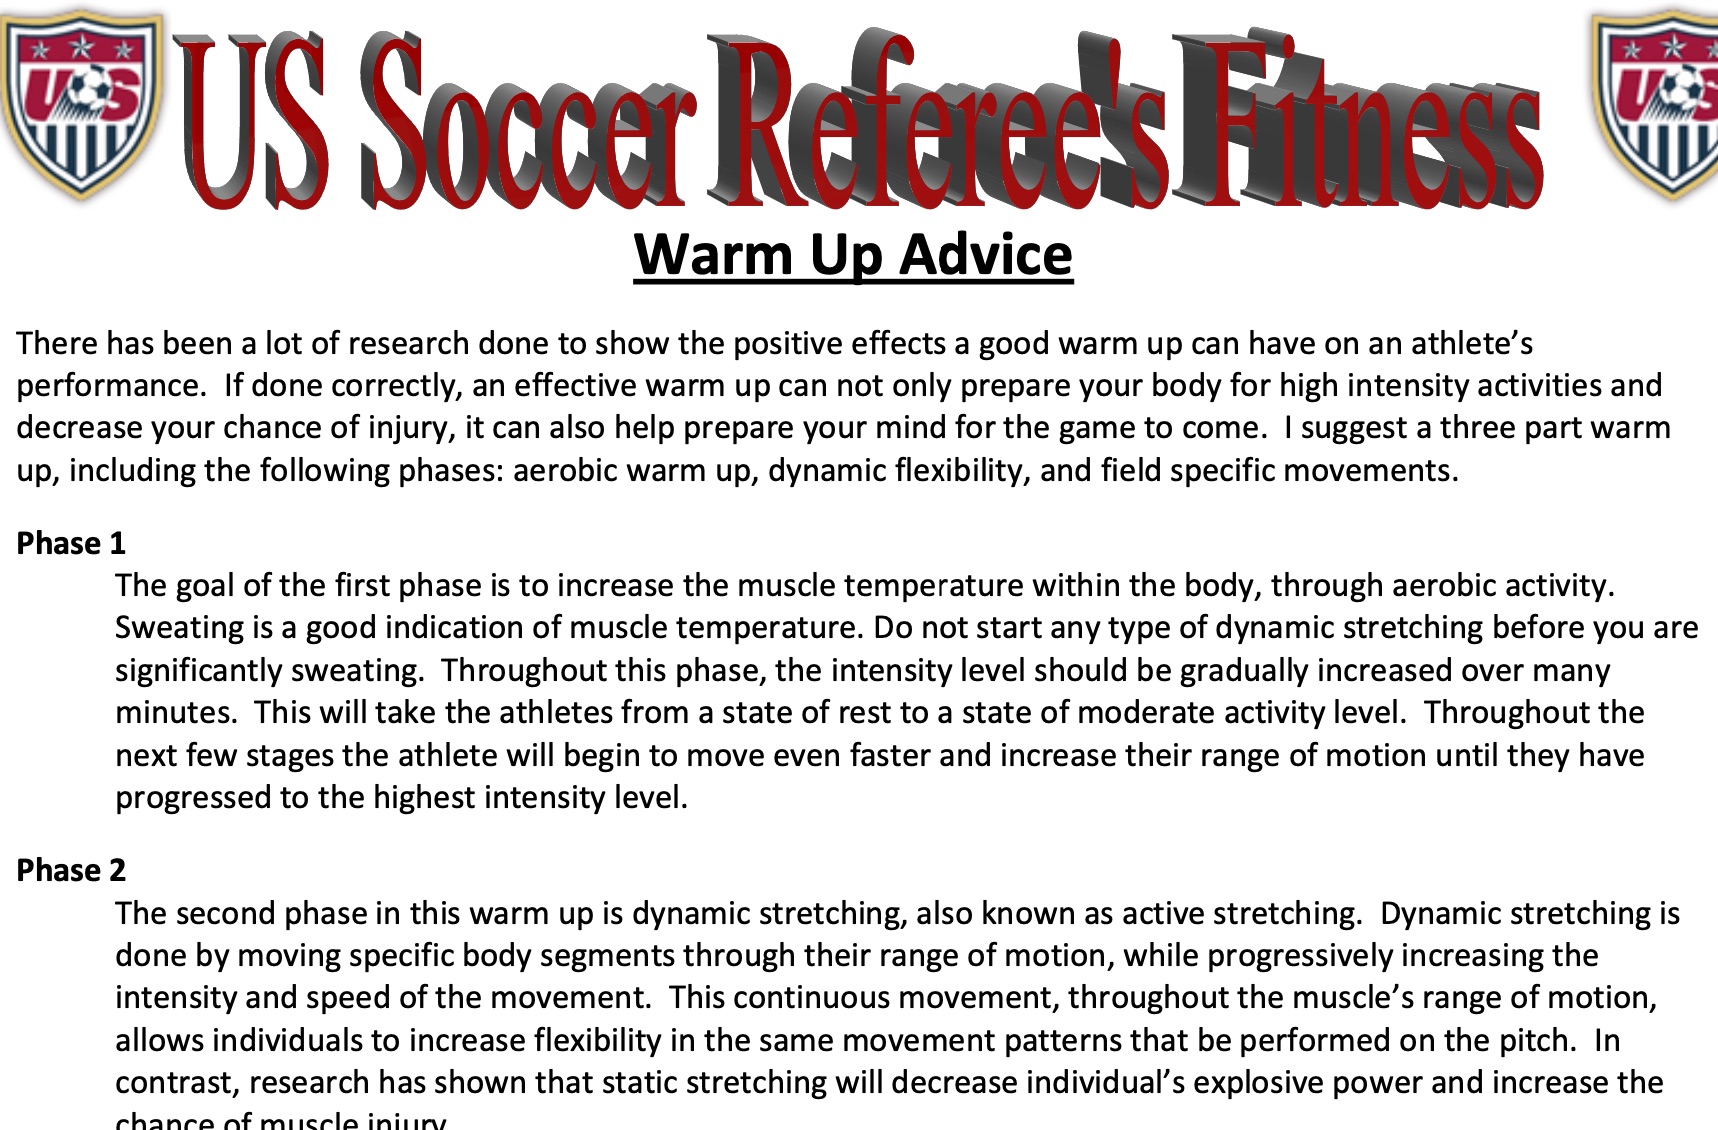 US
US
US Soccer Referee's Fitness
Warm Up Advice
There has been a lot of research done to show the positive effects a good warm up can have on an athlete’s
performance.  If done correctly, an effective warm up can not only prepare your body for high intensity activities and
decrease your chance of injury, it can also help prepare your mind for the game to come.  I suggest a three part warm
up, including the following phases: aerobic warm up, dynamic flexibility, and field specific movements.
Phase 1
The goal of the first phase is to increase the muscle temperature within the body, through aerobic activity.
Sweating is a good indication of muscle temperature. Do not start any type of dynamic stretching before you are
significantly sweating.  Throughout this phase, the intensity level should be gradually increased over many
minutes.  This will take the athletes from a state of rest to a state of moderate activity level.  Throughout the
next few stages the athlete will begin to move even faster and increase their range of motion until they have
progressed to the highest intensity level.
Phase 2
The second phase in this warm up is dynamic stretching, also known as active stretching.  Dynamic stretching is
done by moving specific body segments through their range of motion, while progressively increasing the
intensity and speed of the movement.  This continuous movement, throughout the muscle’s range of motion,
allows individuals to increase flexibility in the same movement patterns that be performed on the pitch.  In
contrast, research has shown that static stretching will decrease individual’s explosive power and increase the
chance of muscle injury